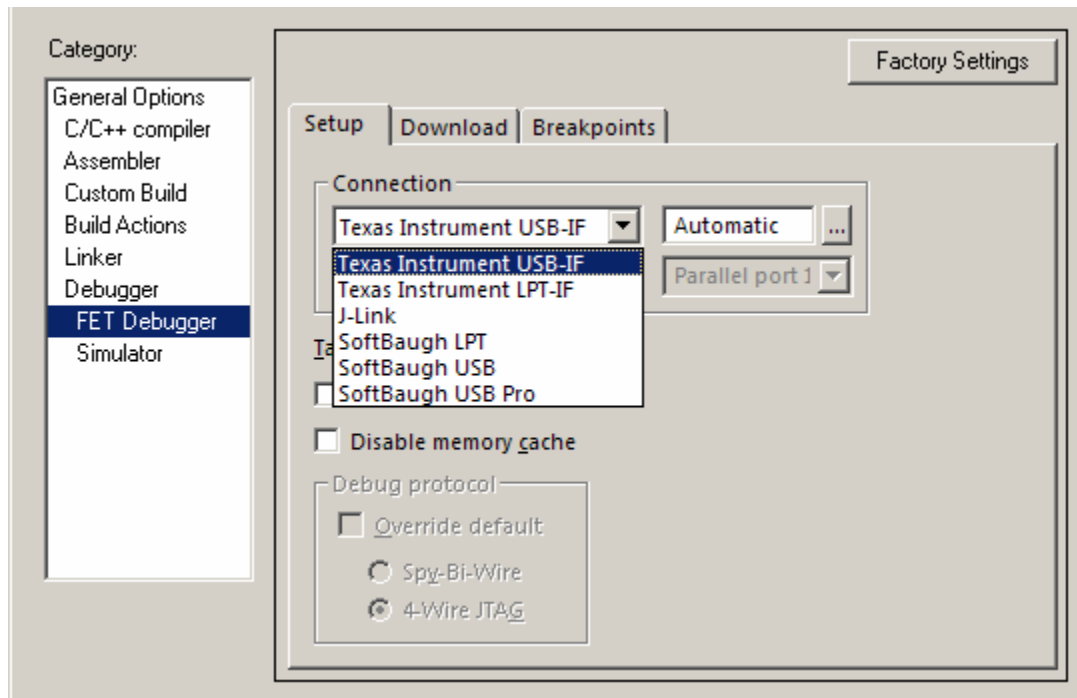 Category:
General Options
C/C++ compiler
Assembler
Custom Build
Build Actions
Linker
Debugger
FET Debugger
Simulator
Factory Settings
Setup
Download
Breakpoints
Connection
Texas Instrument USB-IF
Automatic
...
Texas Instrument USB-IF
Texas Instrument LPT-IF
J-Link
SoftBaugh LPT
SoftBaugh USB
SoftBaugh USB Pro
Parallel port 1
Disable memory cache
Debug protocol
Override default
Spy-Bi-Wire
4-Wire JTAG